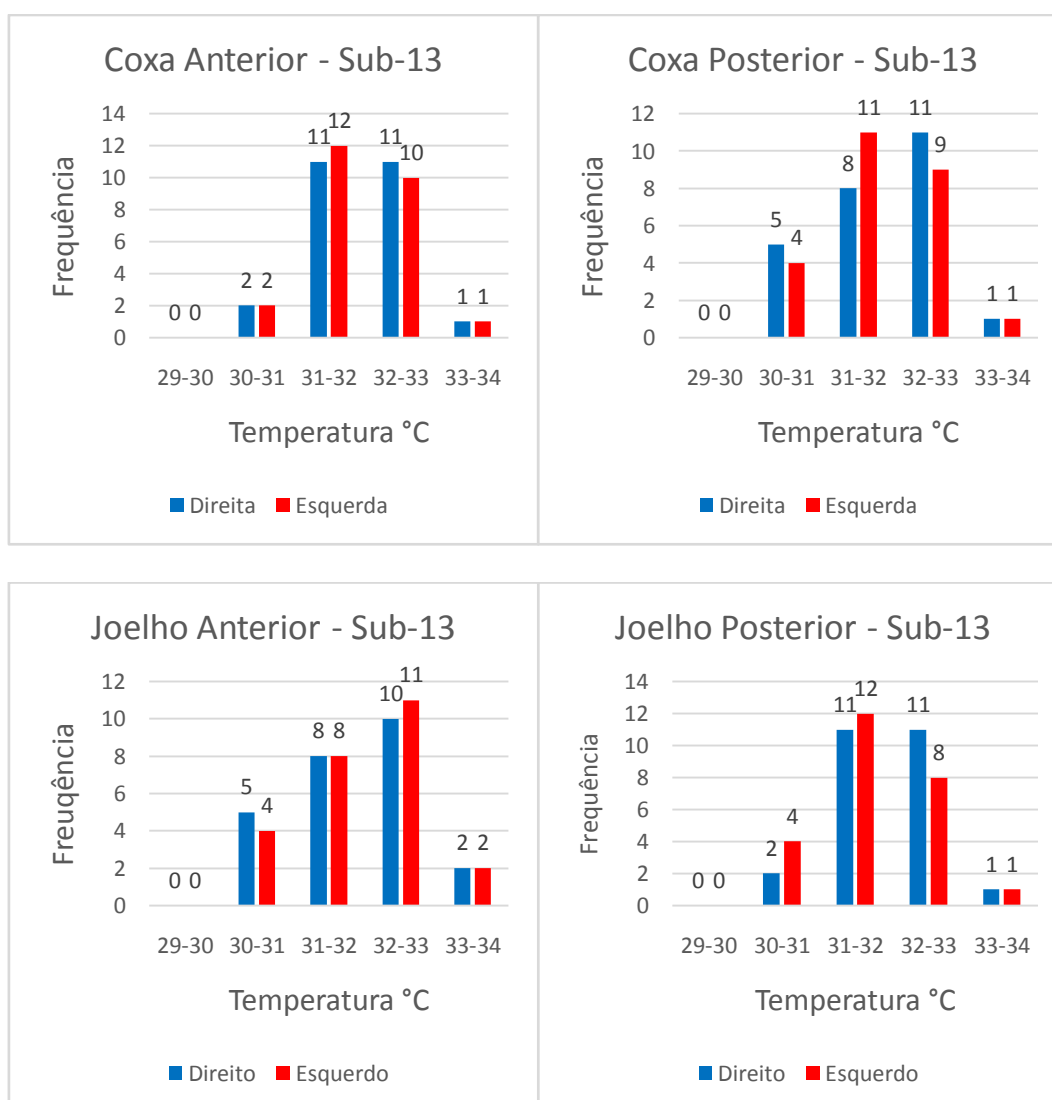 Coxa Anterior - Sub-13
14
12
10
8
6
4
2
0
Frequência
0 0
2 2
11 12
11 10
1 1
29-30 30-31 31-32 32-33 33-34
Temperatura °C
Direita Esquerda
Coxa Posterior - Sub-13
12
10
8
6
4
2
0
Frequência
0 0
5 4
8 11
11 9
1 1
29-30 30-31 31-32 32-33 33-34
Temperatura °C
Direita Esquerda
Joelho Anterior - Sub-13
12
10
8
6
4
2
0
Freuqência
0 0
5 4
8 8
10 11
2 2
29-30 30-31 31-32 32-33 33-34
Temperatura °C
Direito Esquerdo
Joelho Posterior - Sub-13
14
12
10
8
6
4
2
0
Frequência
0 0
2 4
11 12
11 8
1 1
29-30 30-31 31-32 32-33 33-34
Temperatura °C
Direito Esquerdo